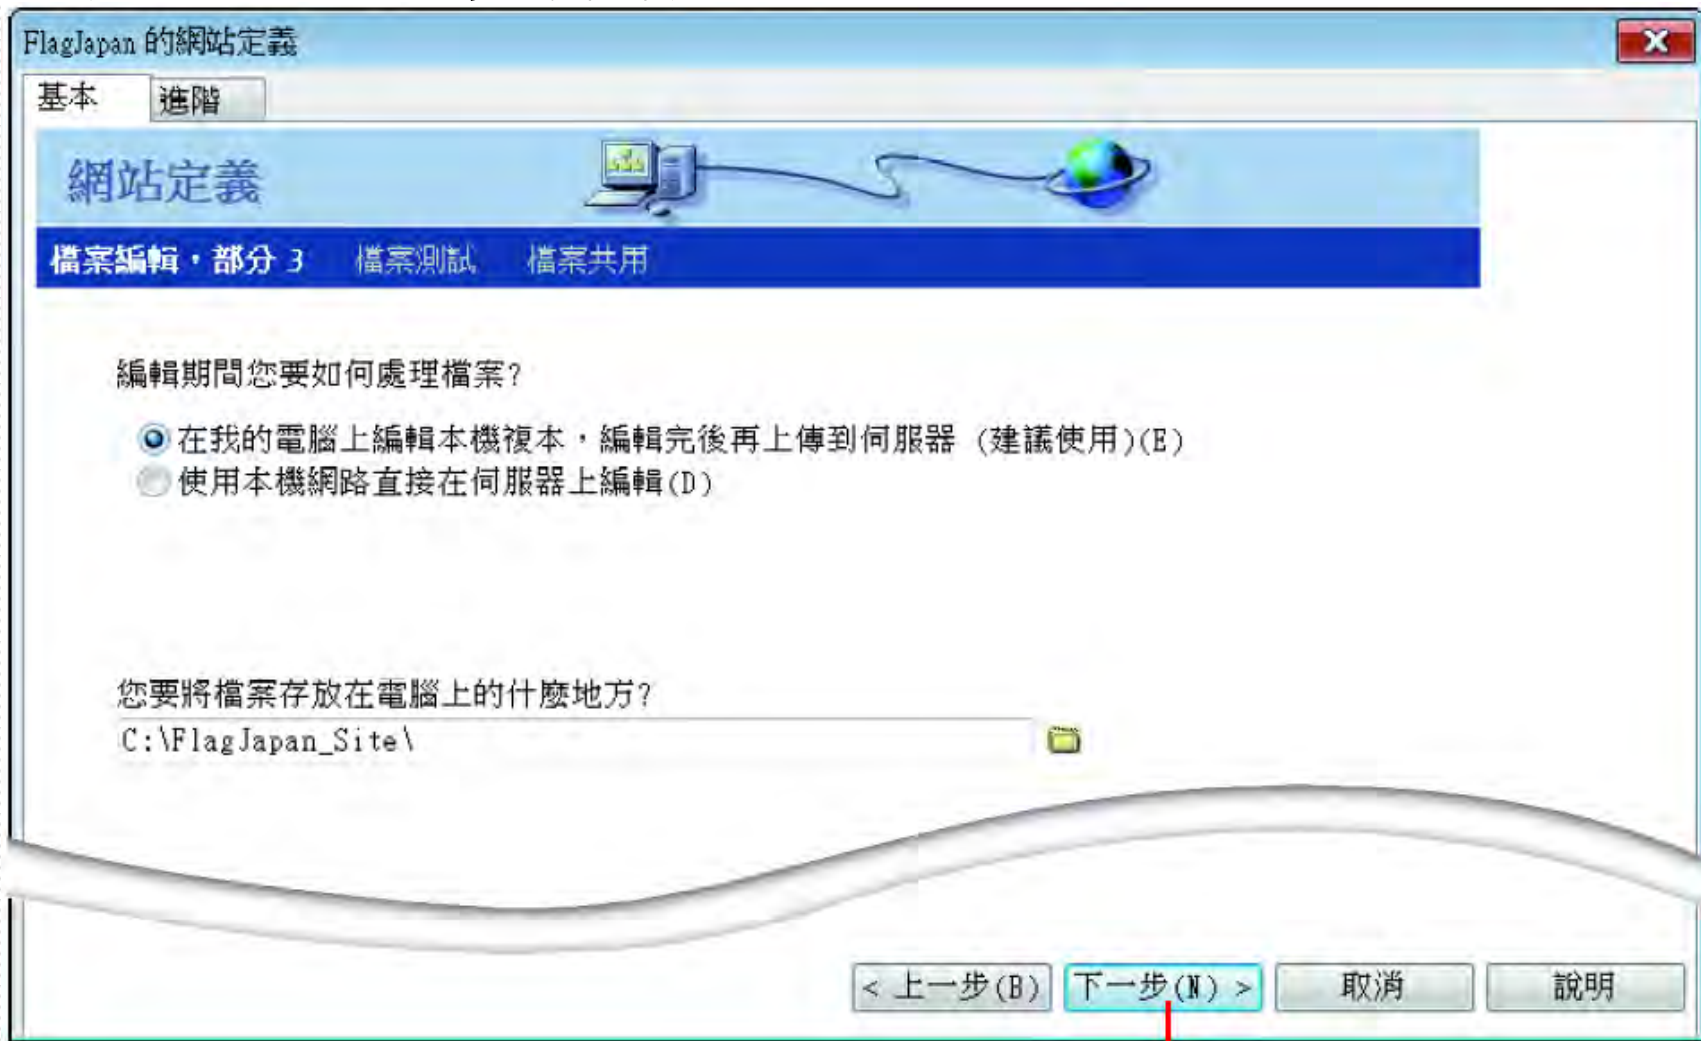 FlagJapan 的網站定義
基本 進階
網站定義
檔案編輯，部分 3 檔案測試 檔案共用
編輯期間您要如何處理檔案?
在我的電腦上編輯本機複本，編輯完後再上傳到伺服器 (建議使用)(E)
使用本機網路直接在伺服器上編輯(D)
您要將檔案存放在電腦上的什麼地方?
C:\FlagJapan_Site\
< 上一步(B) 下一步(N) > 取消 說明